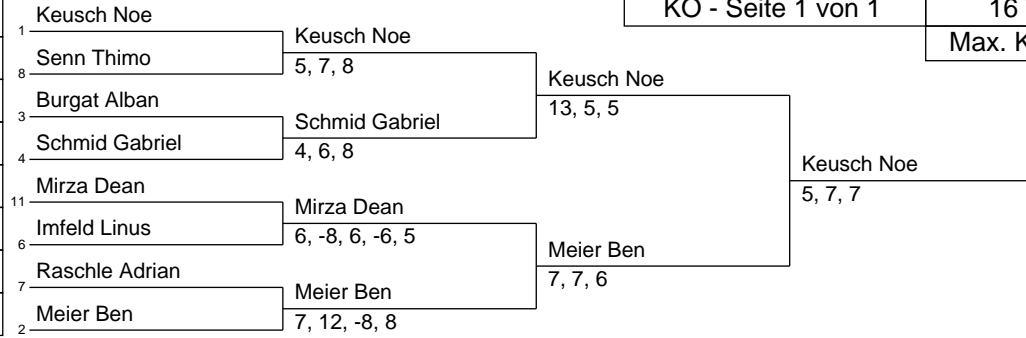 KO - Seite 1 von 1
16
Max. K
1 Keusch Noe
8 Senn Thimo
3 Burgat Alban
4 Schmid Gabriel
11 Mirza Dean
6 Imfeld Linus
7 Raschle Adrian
2 Meier Ben
Keusch Noe
5, 7, 8
Schmid Gabriel
4, 6, 8
Mirza Dean
6, -8, 6, -6, 5
Meier Ben
7, 12, -8, 8
Keusch Noe
13, 5, 5
Meier Ben
7, 7, 6
Keusch Noe
5, 7, 7